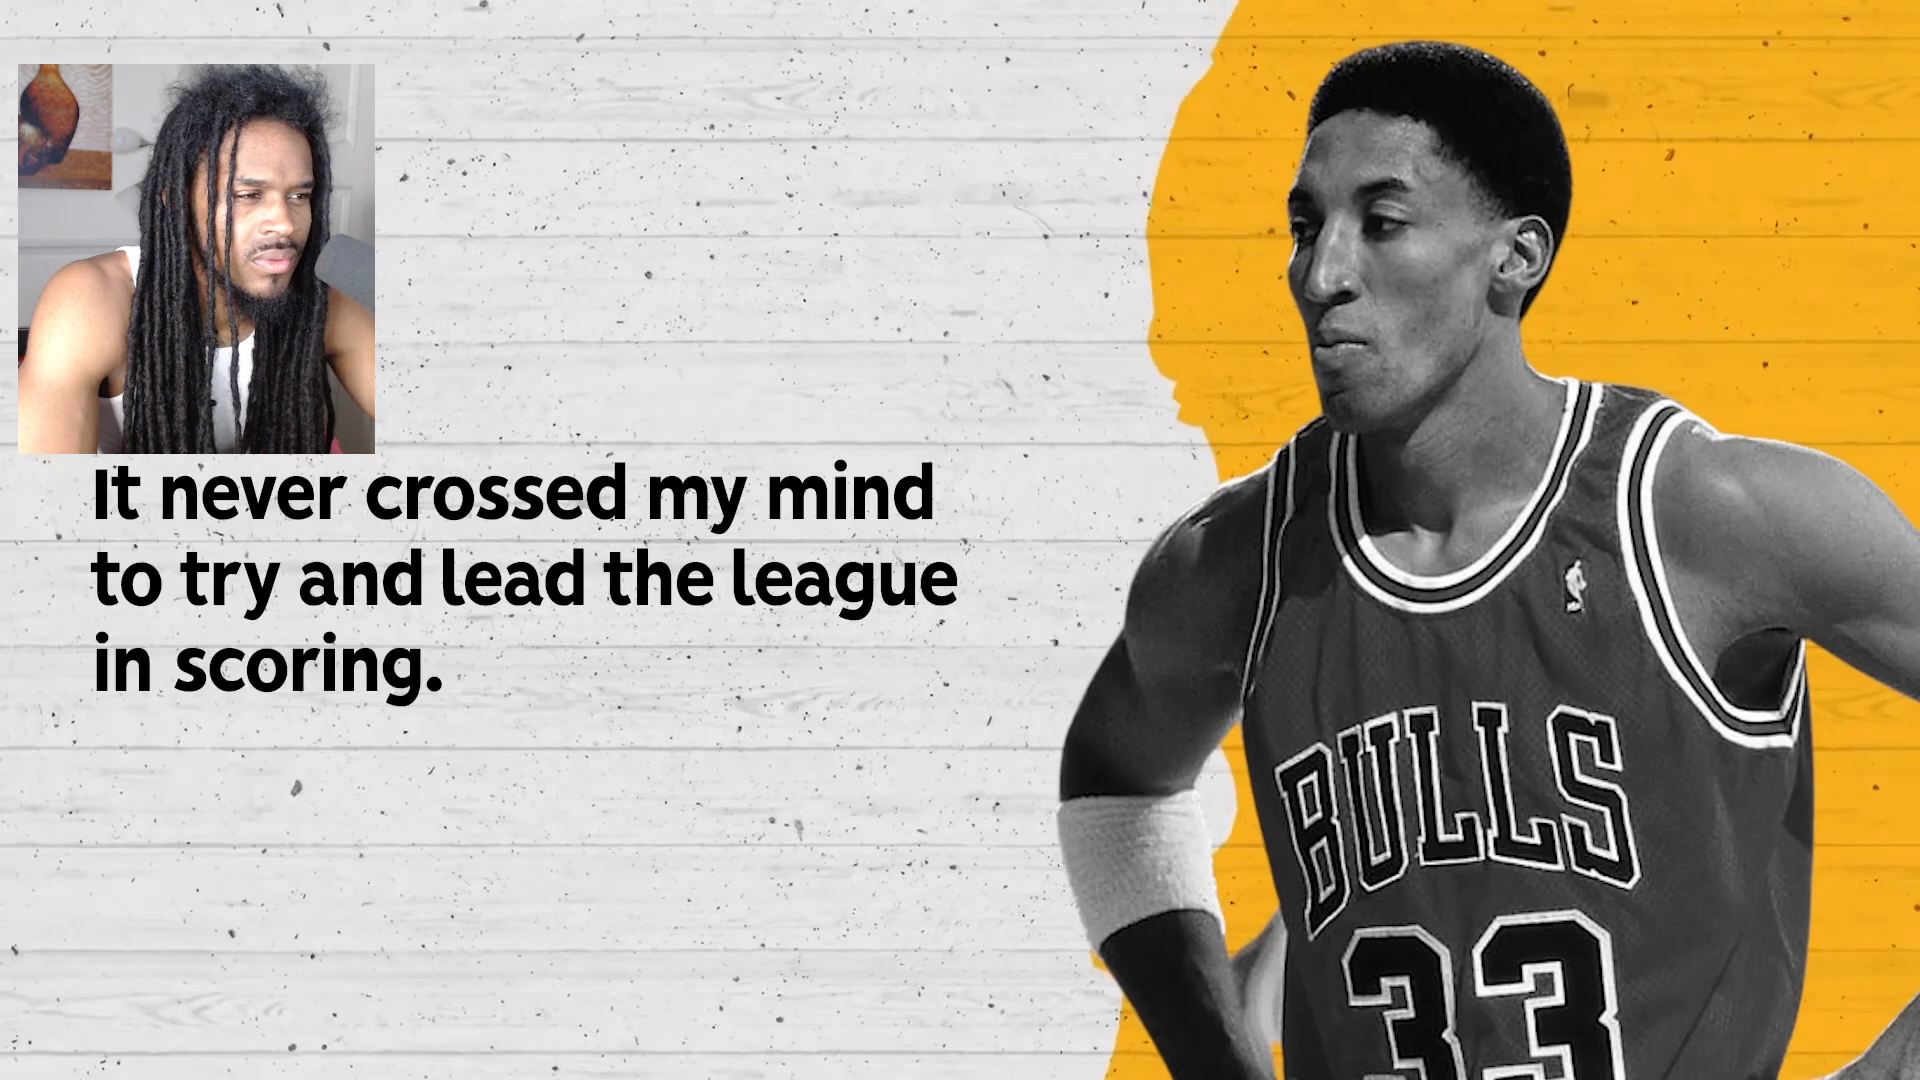 It never crossed my mind
to try and lead the league
in scoring.
BULLS
33